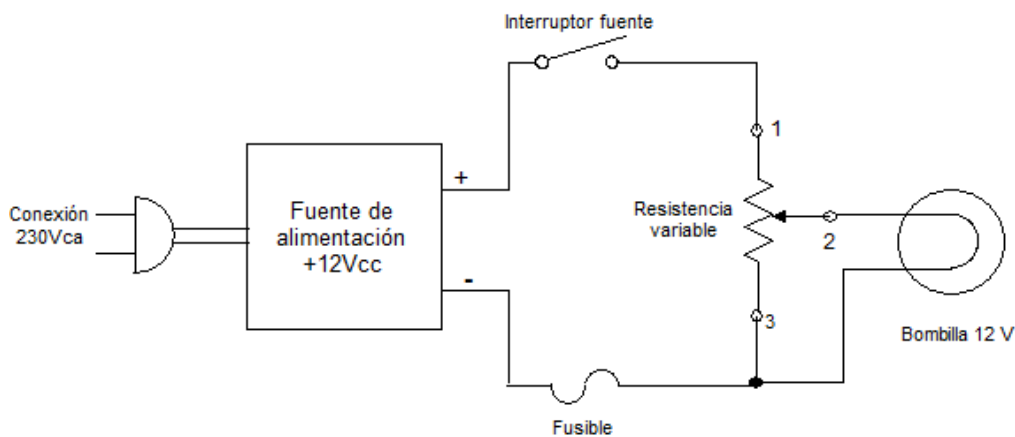 Interruptor fuente
1
+
Conexión
230Vca
Fuente de
alimentación
+12Vcc
Resistencia
variable
2
-
3
Bombilla 12 V
Fusible